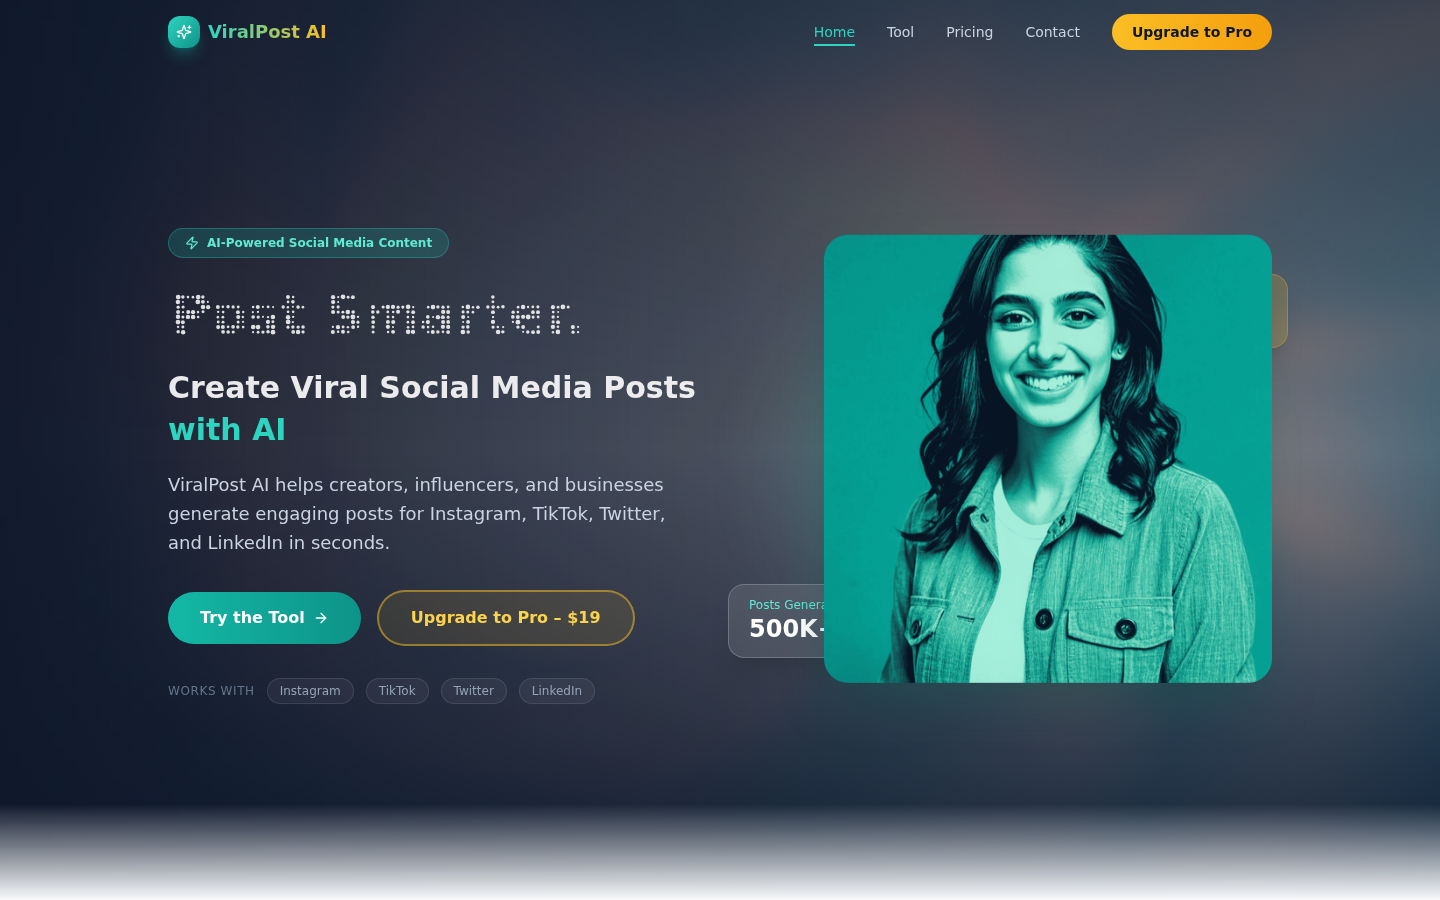 ViralPost AI
Home
Tool
Pricing
Contact
Upgrade to Pro
AI-Powered Social Media Content
Post Smarter.
Create Viral Social Media Posts
with AI
ViralPost AI helps creators, influencers, and businesses
generate engaging posts for Instagram, TikTok, Twitter,
and LinkedIn in seconds.
Try the Tool
Upgrade to Pro – $19
Posts
500K
WORKS WITH
Instagram
TikTok
Twitter
LinkedIn